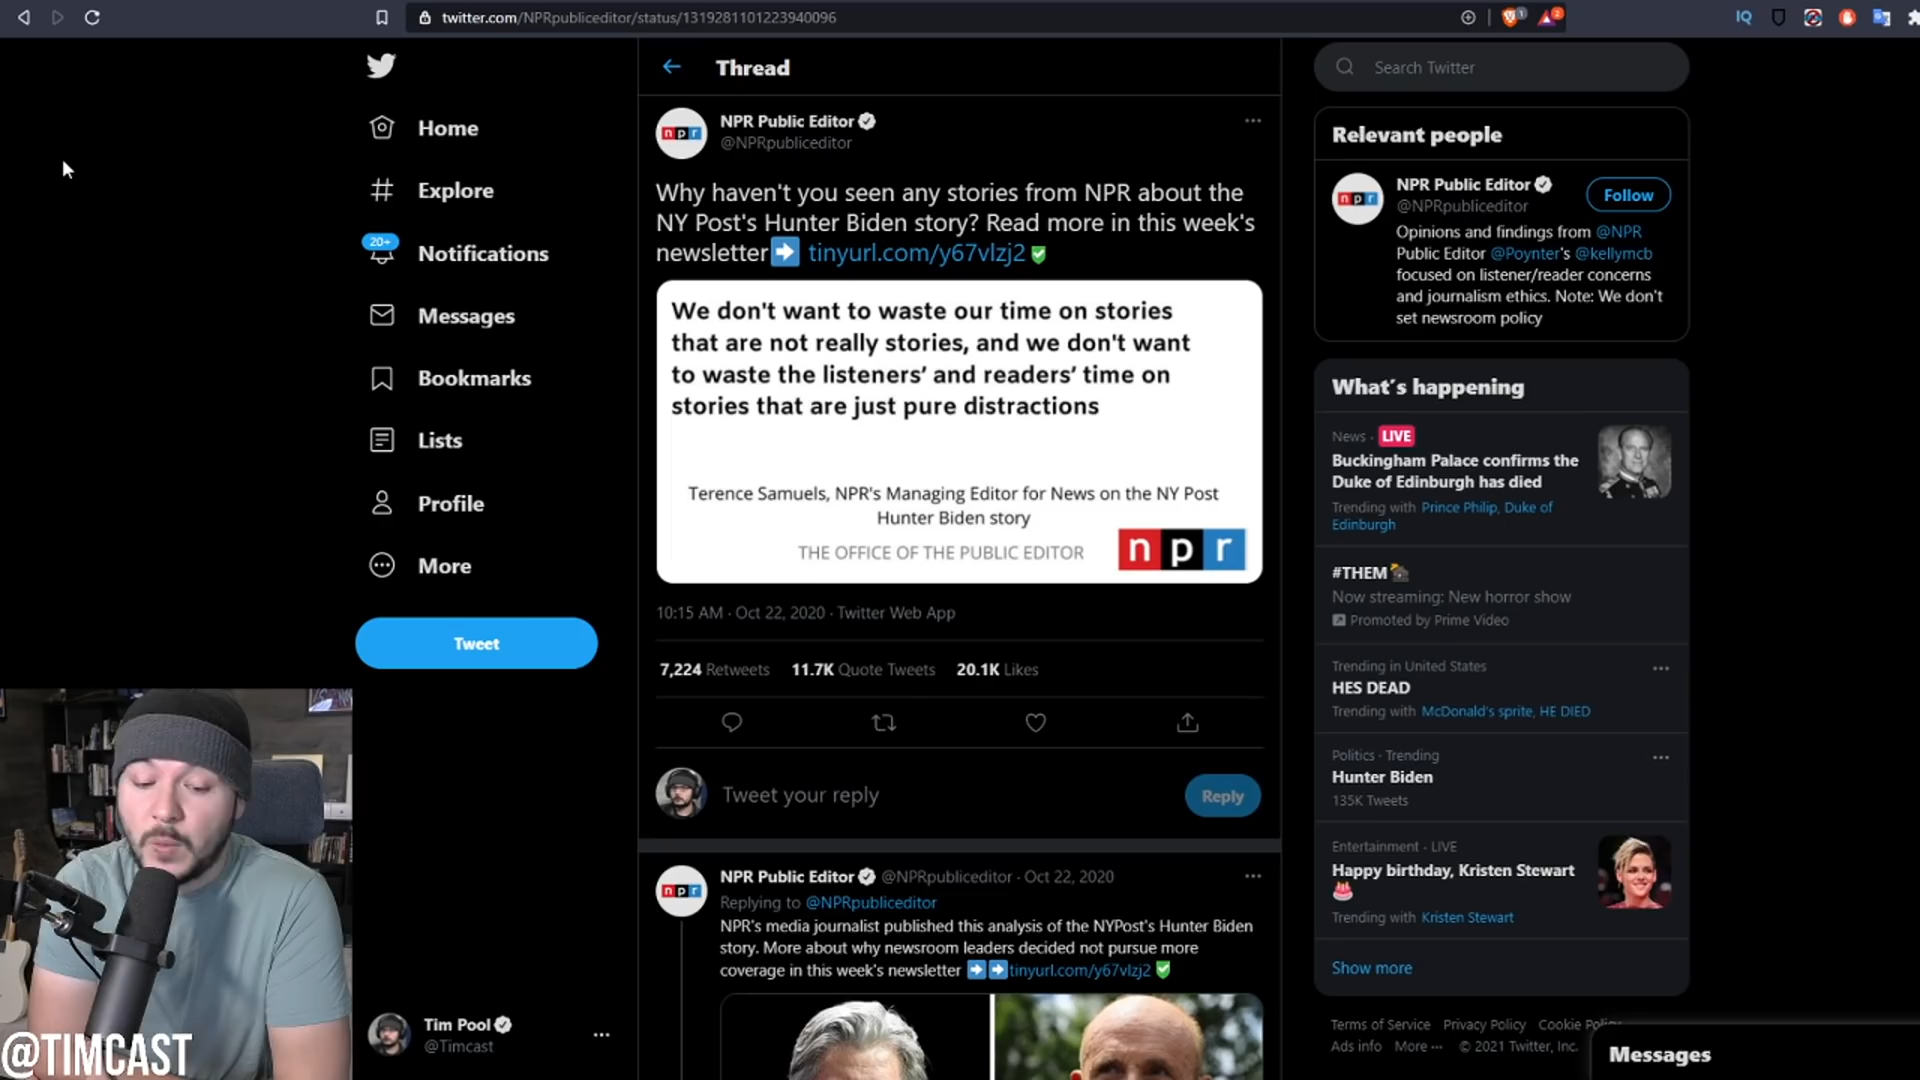 twitter.com/NPRpubliceditor/status/1319281101223940096
IQ
1
2
Home
Explore
20+
Notifications
Messages
Bookmarks
Lists
Profile
More
Tweet
Tim Pool
@Timcast
@TIMCAST
Thread
npr
NPR Public Editor
@NPRpubliceditor
Why haven't you seen any stories from NPR about the
NY Post's Hunter Biden story? Read more in this week's
newsletter➡️ tinyurl.com/y67vlzj2
We don't want to waste our time on stories
that are not really stories, and we don't want
to waste the listeners’ and readers’ time on
stories that are just pure distractions
Terence Samuels, NPR's Managing Editor for News on the NY Post
Hunter Biden story
THE OFFICE OF THE PUBLIC EDITOR
npr
10:15 AM · Oct 22, 2020 · Twitter Web App
7,224 Retweets 11.7K Quote Tweets 20.1K Likes
Tweet your reply
Reply
npr
NPR Public Editor @NPRpubliceditor · Oct 22, 2020
Replying to @NPRpubliceditor
NPR's media journalist published this analysis of the NYPost's Hunter Biden
story. More about why newsroom leaders decided not pursue more
coverage in this week's newsletter ➡️➡️tinyurl.com/y67vlzj2
Search Twitter
Relevant people
npr
NPR Public Editor
@NPRpubliceditor
Follow
Opinions and findings from @NPR
Public Editor @Poynter's @kellymcb
focused on listener/reader concerns
and journalism ethics. Note: We don't
set newsroom policy
What’s happening
News · LIVE
Buckingham Palace confirms the
Duke of Edinburgh has died
Trending with Prince Philip, Duke of
Edinburgh
#THEM
Now streaming: New horror show
Promoted by Prime Video
Trending in United States
HES DEAD
Trending with McDonald's sprite, HE DIED
Politics · Trending
Hunter Biden
135K Tweets
Entertainment · LIVE
Happy birthday, Kristen Stewart
🎂
Trending with Kristen Stewart
Show more
Terms of Service Privacy Policy Cookie Policy
Ads info More ··· © 2021 Twitter, Inc.
Messages